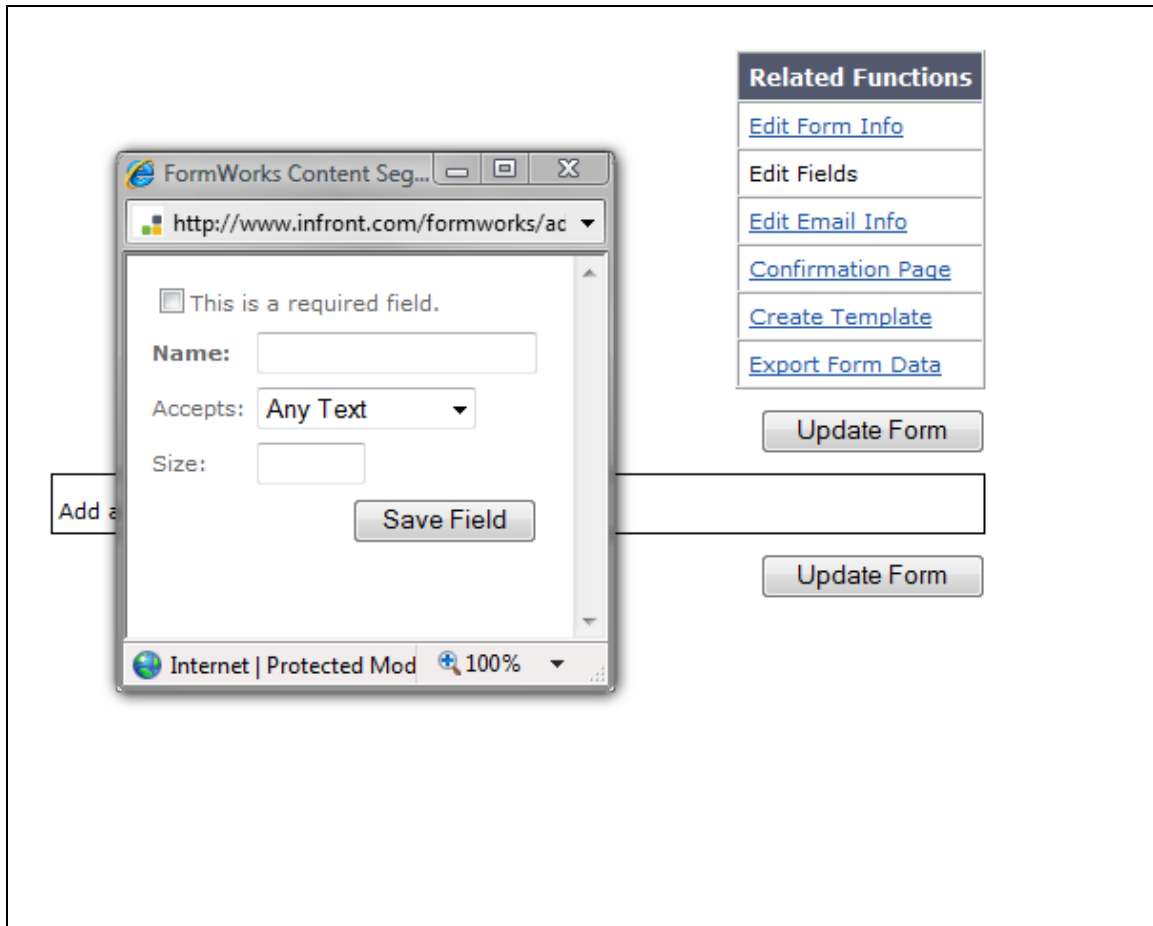 Related Functions
Edit Form Info
Edit Fields
Edit Email Info
Confirmation Page
Create Template
Export Form Data
Update Form
FormWorks Content Seg...
http://www.infront.com/formworks/ac
This is a required field.
Name:
Accepts: Any Text
Size:
Save Field
Internet | Protected Mod 100%
Add a
Update Form